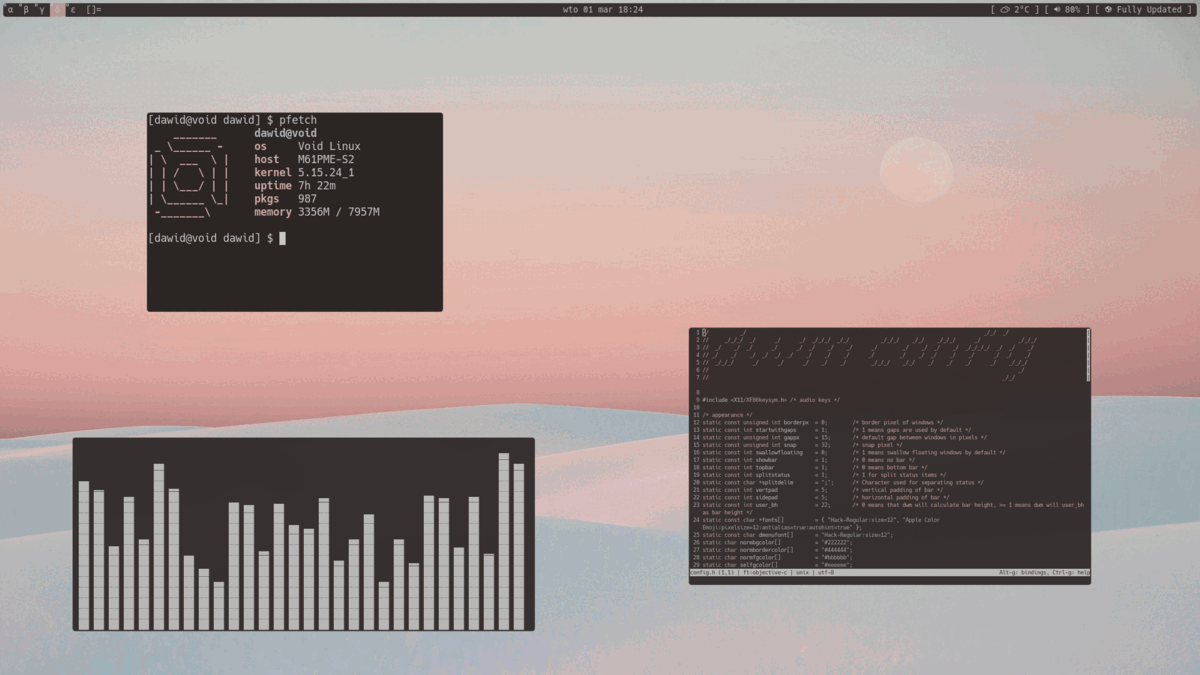 "α "β "γ "ε []=
wto 01 mar 18:24
[ 2°C ] [ 80% ] [ Fully Updated ]
[dawid@void dawid] $ pfetch
dawid@void
os Void Linux
host M61PME-S2
kernel 5.15.24_1
uptime 7h 22m
pkgs 987
memory 3356M / 7957M
[dawid@void dawid] $
1 //
2 //
3 //
4 //
5 //
6 //
7 //
8
9 #include <X11/XF86keysym.h> /* audio keys */
10
11 /* appearance */
12 static const unsigned int borderpx = 0; /* border pixel of windows */
13 static const int startwithgaps = 1; /* 1 means gaps are used by default */
14 static const unsigned int gappx = 15; /* default gap between windows in pixels */
15 static const unsigned int snap = 32; /* snap pixel */
16 static const int swallowfloating = 0; /* 1 means swallow floating windows by default */
17 static const int showbar = 1; /* 0 means no bar */
18 static const int topbar = 1; /* 0 means bottom bar */
19 static const int splitstatus = 1; /* 1 for split status items */
20 static const char *splitdelim = ";"; /* Character used for separating status */
21 static const int vertpad = 5; /* vertical padding of bar */
22 static const int sidepad = 5; /* horizontal padding of bar */
23 static const int user_bh = 22; /* 0 means that dwm will calculate bar height, >= 1 means dwm will user_bh
as bar height */
24 static const char *fonts[] = { "Hack-Regular:size=12", "Apple Color
Emoji:pixelsize=12:antialias=true:autohint=true" };
25 static const char dmenufont[] = "Hack-Regular:size=12";
26 static const char normbgcolor[] = "#222222";
27 static const char normbordercolor[] = "#444444";
28 static const char normfgcolor[] = "#bbbbbb";
29 static const char selfgcolor[] = "#eeeeee";
config.h (1,1) | ft:objective-c | unix | utf-8 Alt-g: bindings, Ctrl-g: help